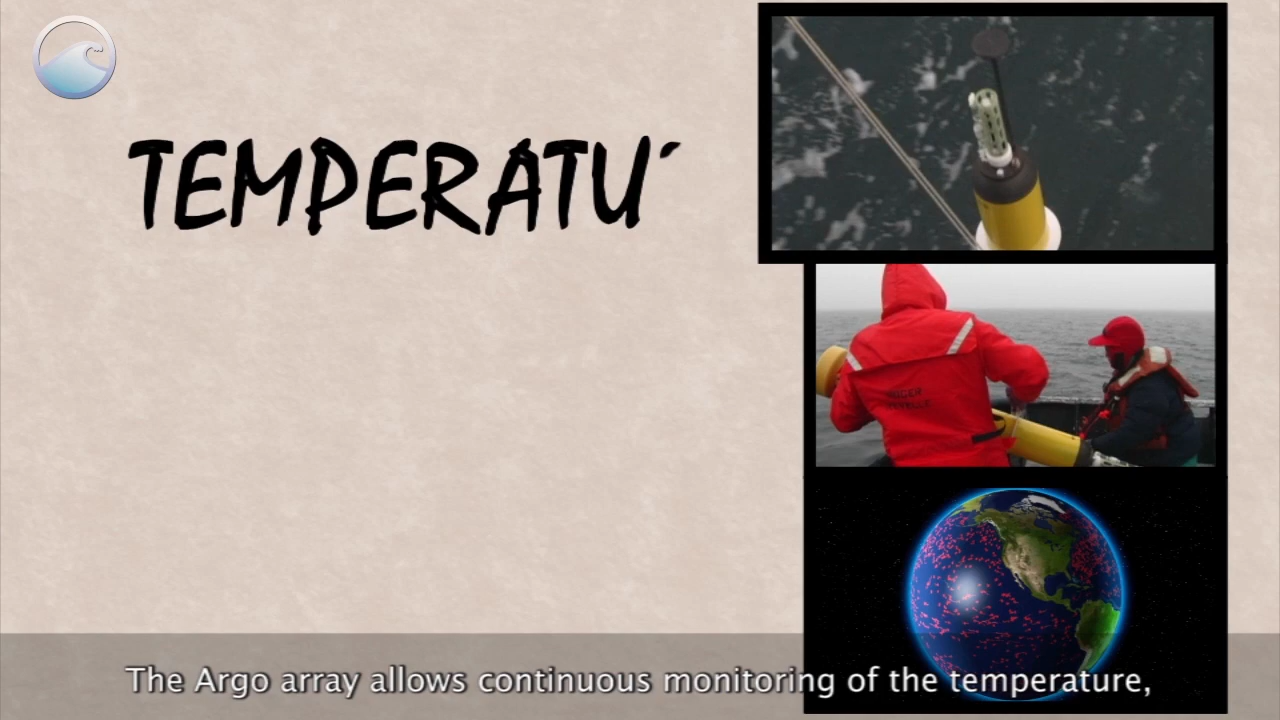 TEMPERATU
The Argo array allows continuous monitoring of the temperature,